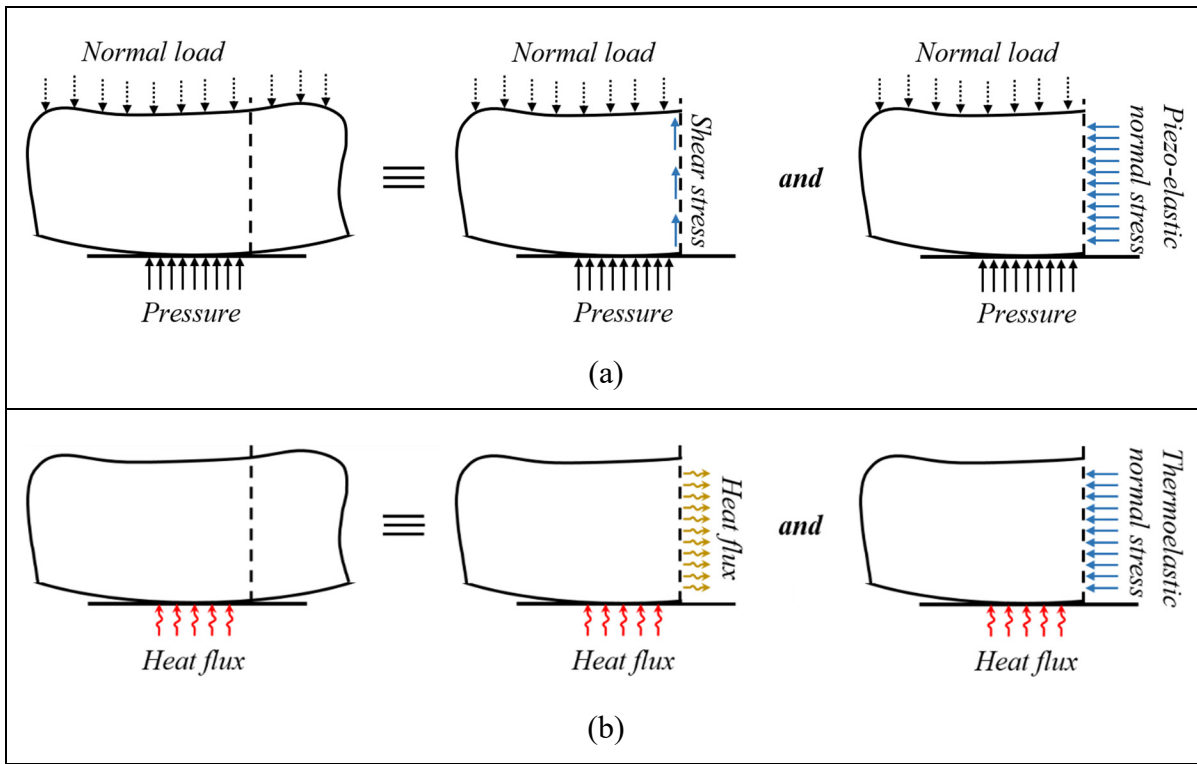 Normal load
Normal load
Normal load
Shear stress
and
Piezo-elastic
normal stress
Pressure
Pressure
Pressure
(a)
Heat flux
and
Thermoelastic
normal stress
Heat flux
Heat flux
Heat flux
(b)